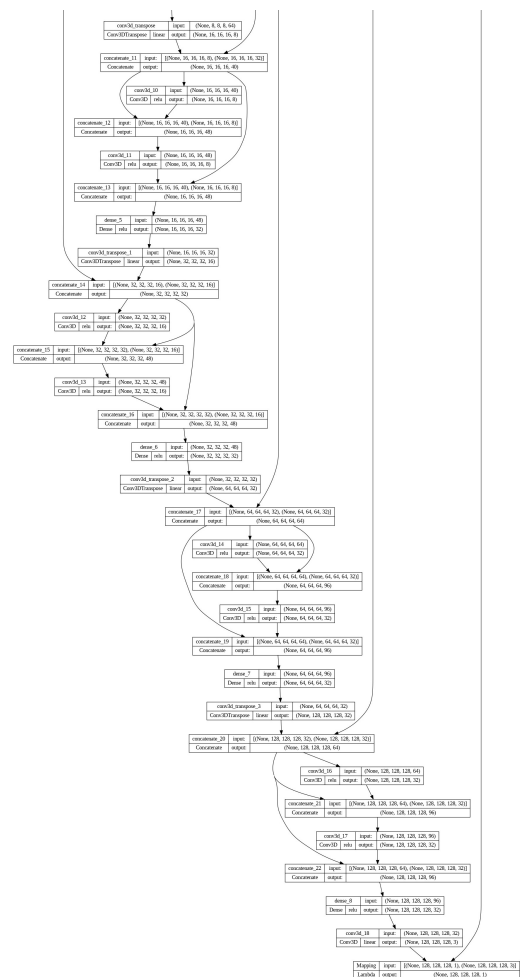 conv3d_transpose input: (None, 8, 8, 8, 64)
Conv3DTranspose linear output: (None, 16, 16, 16, 8)
concatenate_11 input: [(None, 16, 16, 16, 8), (None, 16, 16, 16, 32)]
Concatenate output: (None, 16, 16, 16, 40)
conv3d_10 input: (None, 16, 16, 16, 40)
Conv3D relu output: (None, 16, 16, 16, 8)
concatenate_12 input: [(None, 16, 16, 16, 40), (None, 16, 16, 16, 8)]
Concatenate output: (None, 16, 16, 16, 48)
conv3d_11 input: (None, 16, 16, 16, 48)
Conv3D relu output: (None, 16, 16, 16, 8)
concatenate_13 input: [(None, 16, 16, 16, 40), (None, 16, 16, 16, 8)]
Concatenate output: (None, 16, 16, 16, 48)
dense_5 input: (None, 16, 16, 16, 48)
Dense relu output: (None, 16, 16, 16, 32)
conv3d_transpose_1 input: (None, 16, 16, 16, 32)
Conv3DTranspose linear output: (None, 32, 32, 32, 16)
concatenate_14 input: [(None, 32, 32, 32, 16), (None, 32, 32, 32, 16)]
Concatenate output: (None, 32, 32, 32, 32)
conv3d_12 input: (None, 32, 32, 32, 32)
Conv3D relu output: (None, 32, 32, 32, 16)
concatenate_15 input: [(None, 32, 32, 32, 32), (None, 32, 32, 32, 16)]
Concatenate output: (None, 32, 32, 32, 48)
conv3d_13 input: (None, 32, 32, 32, 48)
Conv3D relu output: (None, 32, 32, 32, 16)
concatenate_16 input: [(None, 32, 32, 32, 32), (None, 32, 32, 32, 16)]
Concatenate output: (None, 32, 32, 32, 48)
dense_6 input: (None, 32, 32, 32, 48)
Dense relu output: (None, 32, 32, 32, 32)
conv3d_transpose_2 input: (None, 32, 32, 32, 32)
Conv3DTranspose linear output: (None, 64, 64, 64, 32)
concatenate_17 input: [(None, 64, 64, 64, 32), (None, 64, 64, 64, 32)]
Concatenate output: (None, 64, 64, 64, 64)
conv3d_14 input: (None, 64, 64, 64, 64)
Conv3D relu output: (None, 64, 64, 64, 32)
concatenate_18 input: [(None, 64, 64, 64, 64), (None, 64, 64, 64, 32)]
Concatenate output: (None, 64, 64, 64, 96)
conv3d_15 input: (None, 64, 64, 64, 96)
Conv3D relu output: (None, 64, 64, 64, 32)
concatenate_19 input: [(None, 64, 64, 64, 64), (None, 64, 64, 64, 32)]
Concatenate output: (None, 64, 64, 64, 96)
dense_7 input: (None, 64, 64, 64, 96)
Dense relu output: (None, 64, 64, 64, 32)
conv3d_transpose_3 input: (None, 64, 64, 64, 32)
Conv3DTranspose linear output: (None, 128, 128, 128, 32)
concatenate_20 input: [(None, 128, 128, 128, 32), (None, 128, 128, 128, 32)]
Concatenate output: (None, 128, 128, 128, 64)
conv3d_16 input: (None, 128, 128, 128, 64)
Conv3D relu output: (None, 128, 128, 128, 32)
concatenate_21 input: [(None, 128, 128, 128, 64), (None, 128, 128, 128, 32)]
Concatenate output: (None, 128, 128, 128, 96)
conv3d_17 input: (None, 128, 128, 128, 96)
Conv3D relu output: (None, 128, 128, 128, 32)
concatenate_22 input: [(None, 128, 128, 128, 64), (None, 128, 128, 128, 32)]
Concatenate output: (None, 128, 128, 128, 96)
dense_8 input: (None, 128, 128, 128, 96)
Dense relu output: (None, 128, 128, 128, 32)
conv3d_18 input: (None, 128, 128, 128, 32)
Conv3D linear output: (None, 128, 128, 128, 3)
Mapping input: [(None, 128, 128, 128, 1), (None, 128, 128, 128, 3)]
Lambda output: (None, 128, 128, 128, 1)